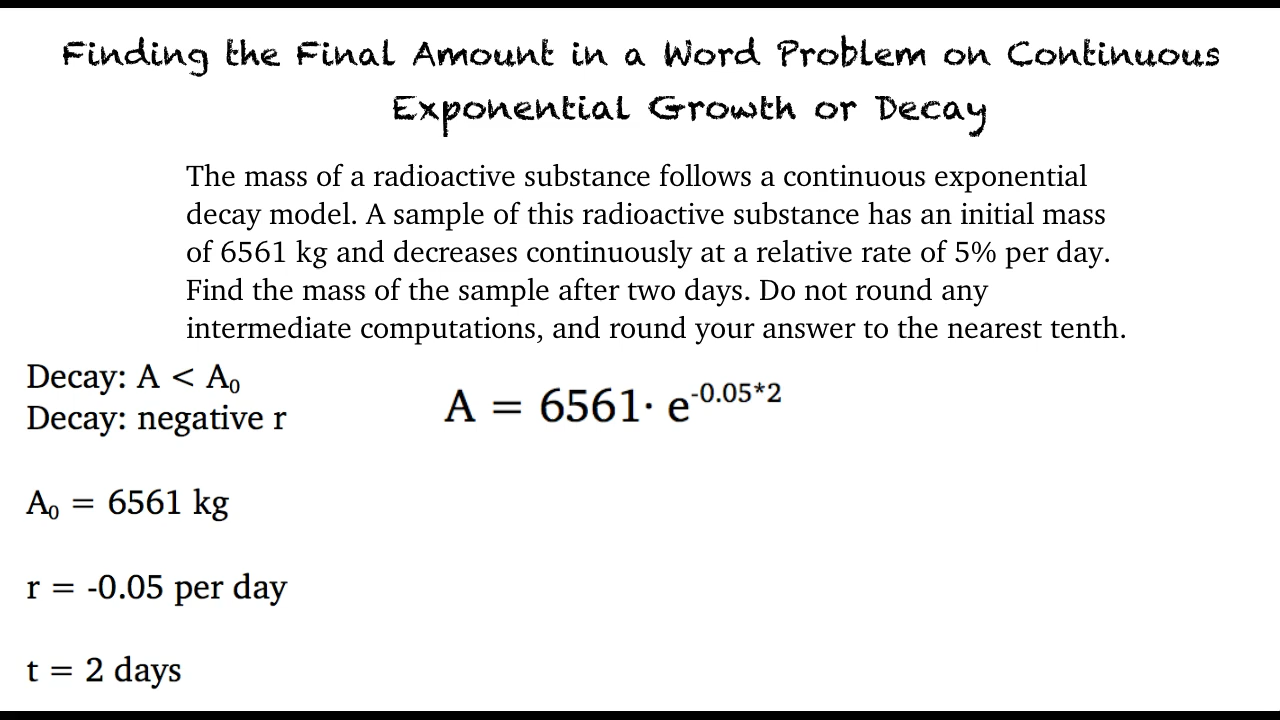 Finding the Final Amount in a Word Problem on Continuous
Exponential Growth or Decay
The mass of a radioactive substance follows a continuous exponential
decay model. A sample of this radioactive substance has an initial mass
of 6561 kg and decreases continuously at a relative rate of 5% per day.
Find the mass of the sample after two days. Do not round any
intermediate computations, and round your answer to the nearest tenth.
Decay: A < A₀
Decay: negative r
A = 6561· e^-0.05*2
A₀ = 6561 kg
r = -0.05 per day
t = 2 days